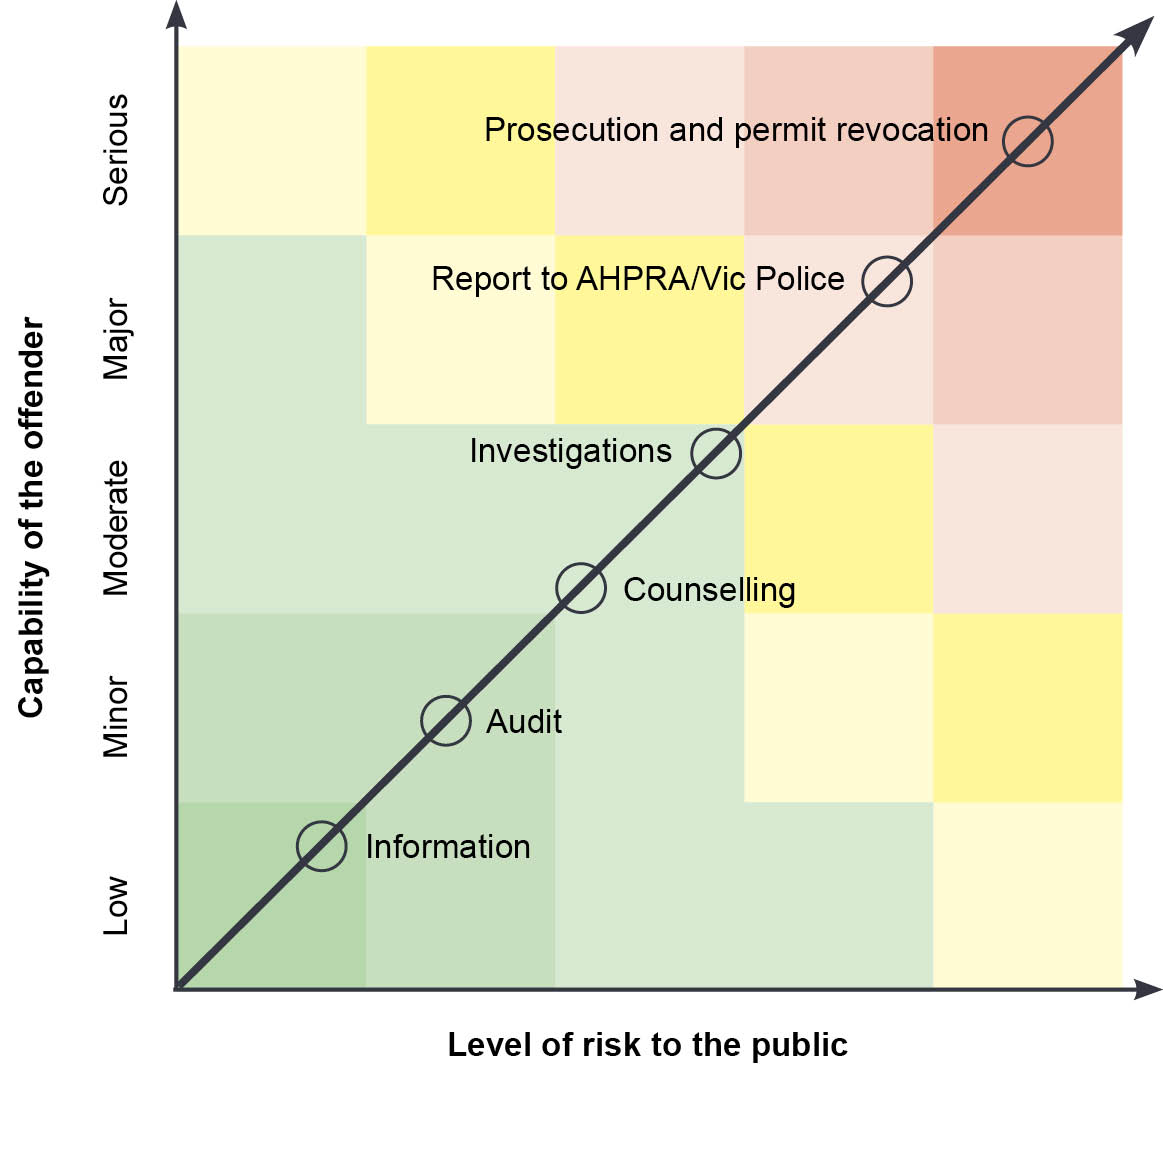 Capability of the offender
Serious
Major
Moderate
Minor
Low
Prosecution and permit revocation
Report to AHPRA/Vic Police
Investigations
Counselling
Audit
Information
Level of risk to the public